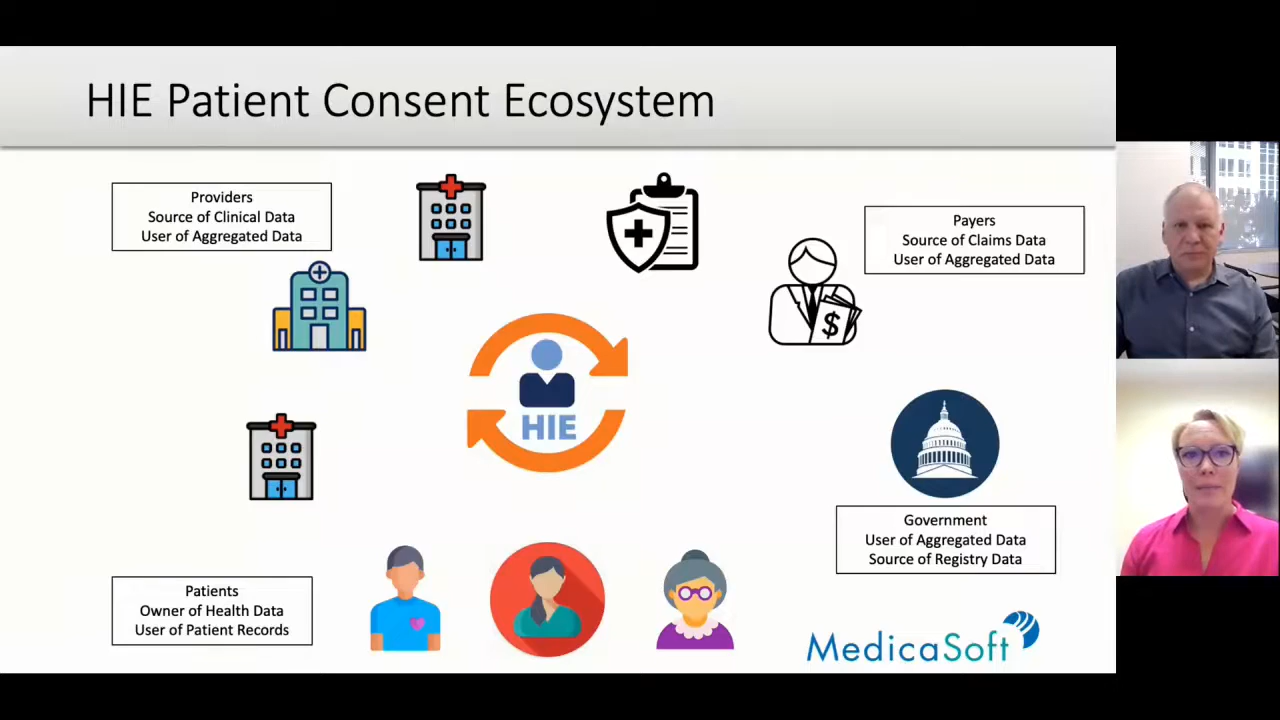 HIE Patient Consent Ecosystem
Providers
Source of Clinical Data
User of Aggregated Data
Payers
Source of Claims Data
User of Aggregated Data
$
HIE
Government
User of Aggregated Data
Source of Registry Data
Patients
Owner of Health Data
User of Patient Records
MedicaSoft